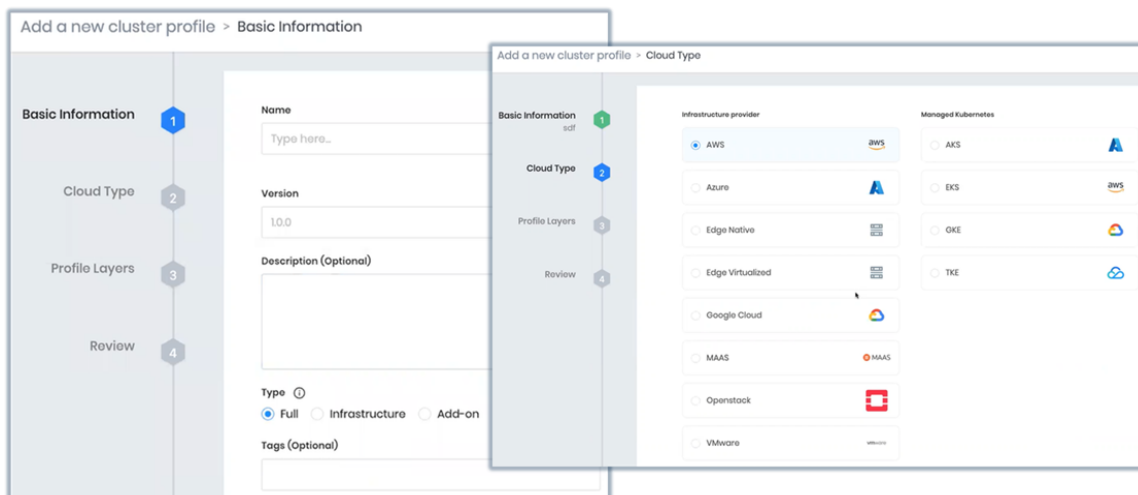 Add a new cluster profile > Basic Information
Basic Information
1
Cloud Type
2
Profile Layers
3
Review
4
Name
Type here...
Version
1.0.0
Description (Optional)
Type
Full
Infrastructure
Add-on
Tags (Optional)
Add a new cluster profile > Cloud Type
Basic Information
sdf
1
Cloud Type
2
Profile Layers
3
Review
4
Infrastructure provider
AWS
aws
Azure
Edge Native
Edge Virtualized
Google Cloud
MAAS
MAAS
Openstack
VMware
vmware
Managed Kubernetes
AKS
EKS
aws
GKE
TKE